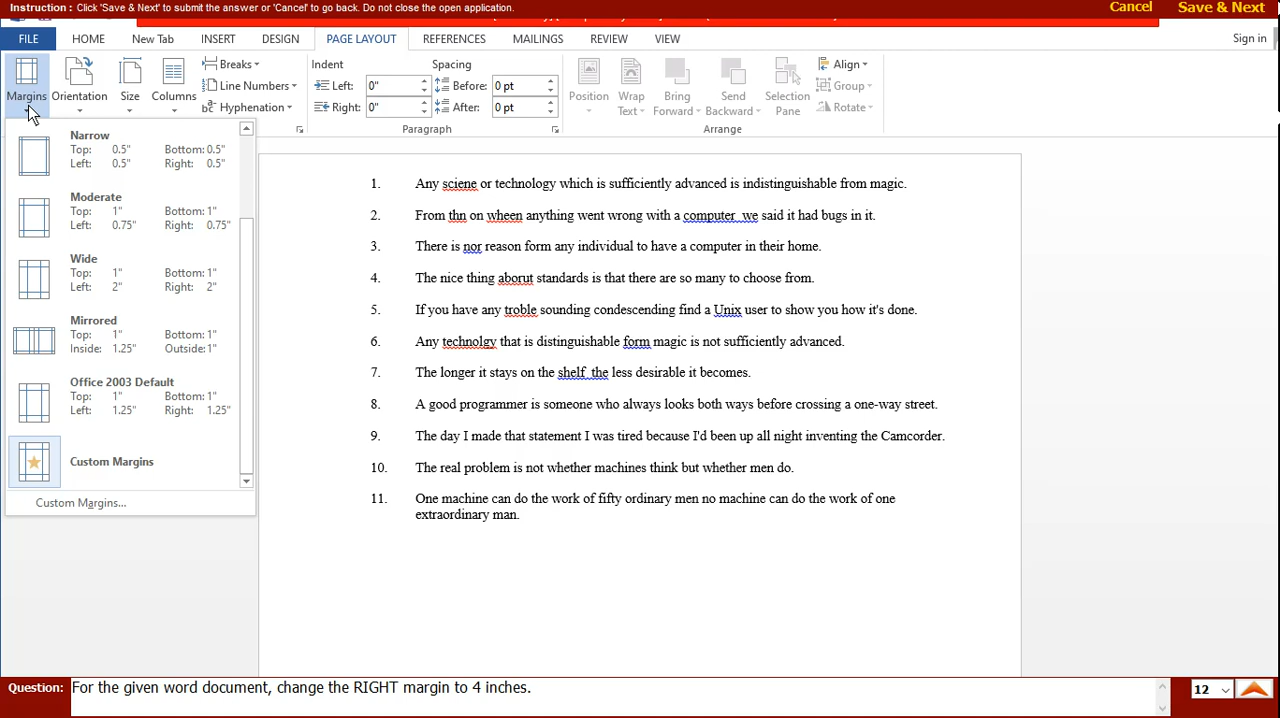 Instruction : Click 'Save & Next' to submit the answer or 'Cancel' to go back. Do not close the open application.
Cancel
Save & Next
FILE HOME New Tab INSERT DESIGN PAGE LAYOUT REFERENCES MAILINGS REVIEW VIEW Sign in
Margins Orientation Size Columns
Breaks
Line Numbers
Hyphenation
Indent
Left: 0"
Right: 0"
Spacing
Before: 0 pt
After: 0 pt
Paragraph
Position Wrap Text Bring Forward Send Backward Selection Pane
Align
Group
Rotate
Arrange
Narrow
Top: 0.5" Bottom: 0.5"
Left: 0.5" Right: 0.5"
Moderate
Top: 1" Bottom: 1"
Left: 0.75" Right: 0.75"
Wide
Top: 1" Bottom: 1"
Left: 2" Right: 2"
Mirrored
Top: 1" Bottom: 1"
Inside: 1.25" Outside: 1"
Office 2003 Default
Top: 1" Bottom: 1"
Left: 1.25" Right: 1.25"
Custom Margins
Custom Margins...
1. Any sciene or technology which is sufficiently advanced is indistinguishable from magic.
2. From thn on wheen anything went wrong with a computer we said it had bugs in it.
3. There is nor reason form any individual to have a computer in their home.
4. The nice thing aborut standards is that there are so many to choose from.
5. If you have any troble sounding condescending find a Unix user to show you how it's done.
6. Any technolgy that is distinguishable form magic is not sufficiently advanced.
7. The longer it stays on the shelf the less desirable it becomes.
8. A good programmer is someone who always looks both ways before crossing a one-way street.
9. The day I made that statement I was tired because I'd been up all night inventing the Camcorder.
10. The real problem is not whether machines think but whether men do.
11. One machine can do the work of fifty ordinary men no machine can do the work of one
extraordinary man.
Question: For the given word document, change the RIGHT margin to 4 inches.
12